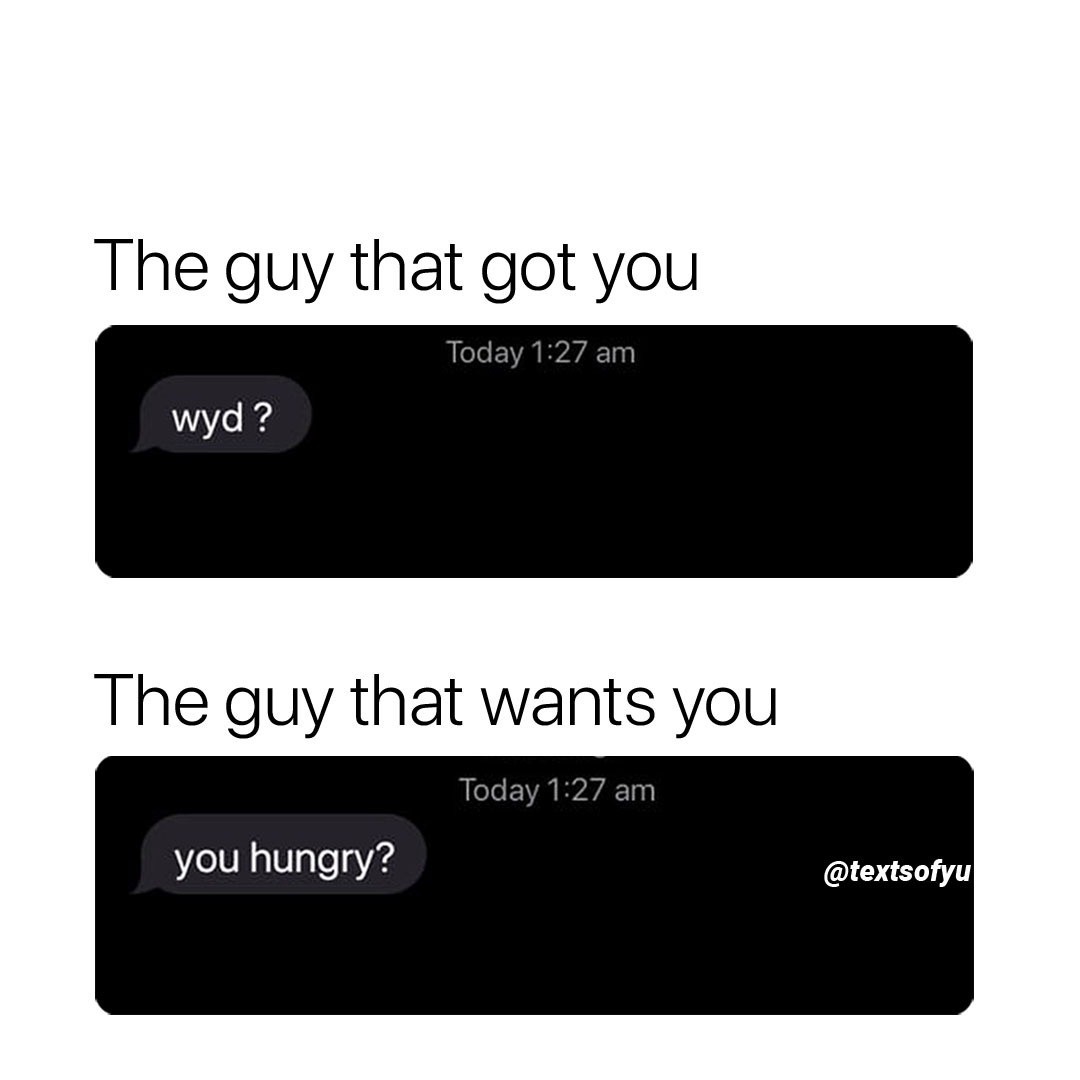 The guy that got you
Today 1:27 am
wyd ?
The guy that wants you
Today 1:27 am
you hungry?
@textsofyu